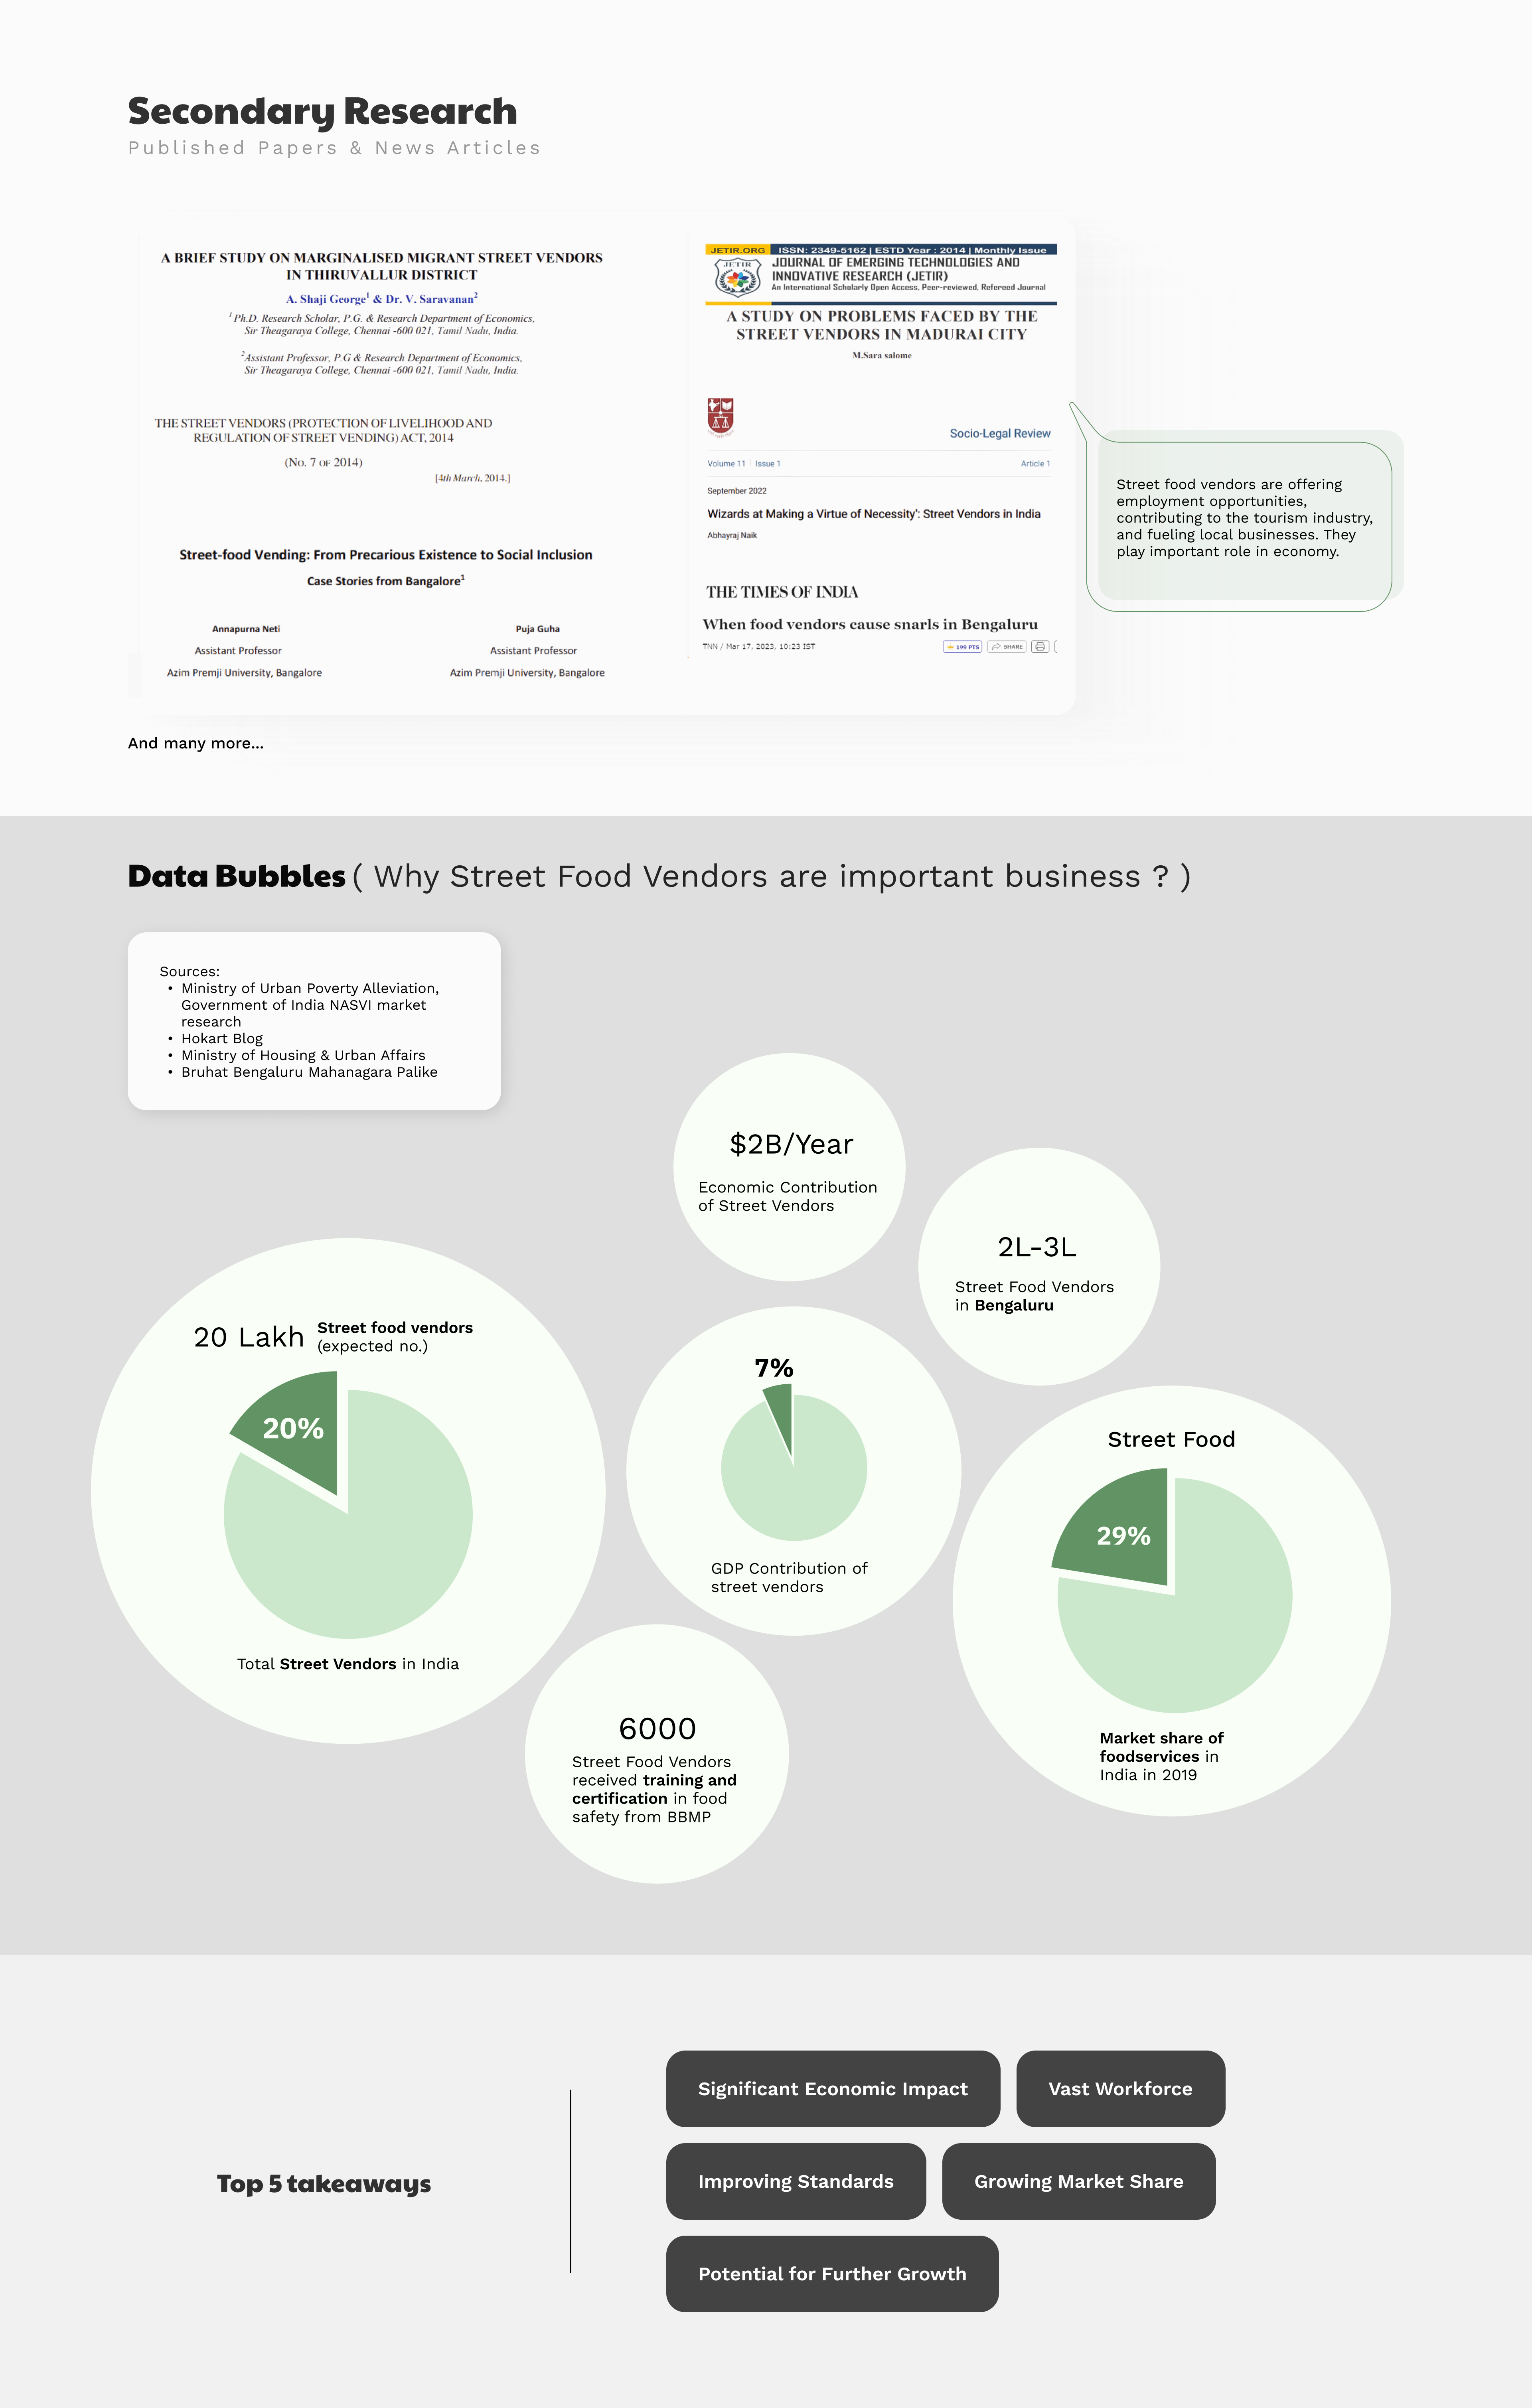 Secondary Research
Published Papers & News Articles
A BRIEF STUDY ON MARGINALISED MIGRANT STREET VENDORS
IN THIRUVALLUR DISTRICT
A. Shaji George1 & Dr. V. Saravanan2
1 Ph.D. Research Scholar, P.G. & Research Department of Economics,
Sir Theagaraya College, Chennai -600 021, Tamil Nadu, India.
2Assistant Professor, P.G & Research Department of Economics,
Sir Theagaraya College, Chennai -600 021, Tamil Nadu, India.
THE STREET VENDORS (PROTECTION OF LIVELIHOOD AND
REGULATION OF STREET VENDING) ACT, 2014
(No. 7 OF 2014)
[4th March, 2014.]
Street-food Vending: From Precarious Existence to Social Inclusion
Case Stories from Bangalore1
Annapurna Neti
Assistant Professor
Azim Premji University, Bangalore
Puja Guha
Assistant Professor
Azim Premji University, Bangalore
JETIR.ORG ISSN: 2349-5162 | ESTD Year : 2014 | Monthly Issue
JETIR
JOURNAL OF EMERGING TECHNOLOGIES AND
INNOVATIVE RESEARCH (JETIR)
An International Scholarly Open Access, Peer-reviewed, Refereed Journal
A STUDY ON PROBLEMS FACED BY THE
STREET VENDORS IN MADURAI CITY
M.Sara salome
Socio-Legal Review
Volume 11 | Issue 1 Article 1
September 2022
Wizards at Making a Virtue of Necessity': Street Vendors in India
Abhayraj Naik
THE TIMES OF INDIA
When food vendors cause snarls in Bengaluru
TNN / Mar 17, 2023, 10:23 IST
199 PTS SHARE
Street food vendors are offering
employment opportunities,
contributing to the tourism industry,
and fueling local businesses. They
play important role in economy.
And many more...
Data Bubbles ( Why Street Food Vendors are important business ? )
Sources:
• Ministry of Urban Poverty Alleviation,
Government of India NASVI market
research
• Hokart Blog
• Ministry of Housing & Urban Affairs
• Bruhat Bengaluru Mahanagara Palike
$2B/Year
Economic Contribution
of Street Vendors
2L-3L
Street Food Vendors
in Bengaluru
20 Lakh
Street food vendors
(expected no.)
20%
Total Street Vendors in India
7%
GDP Contribution of
street vendors
Street Food
29%
Market share of
foodservices in
India in 2019
6000
Street Food Vendors
received training and
certification in food
safety from BBMP
Top 5 takeaways
Significant Economic Impact
Vast Workforce
Improving Standards
Growing Market Share
Potential for Further Growth